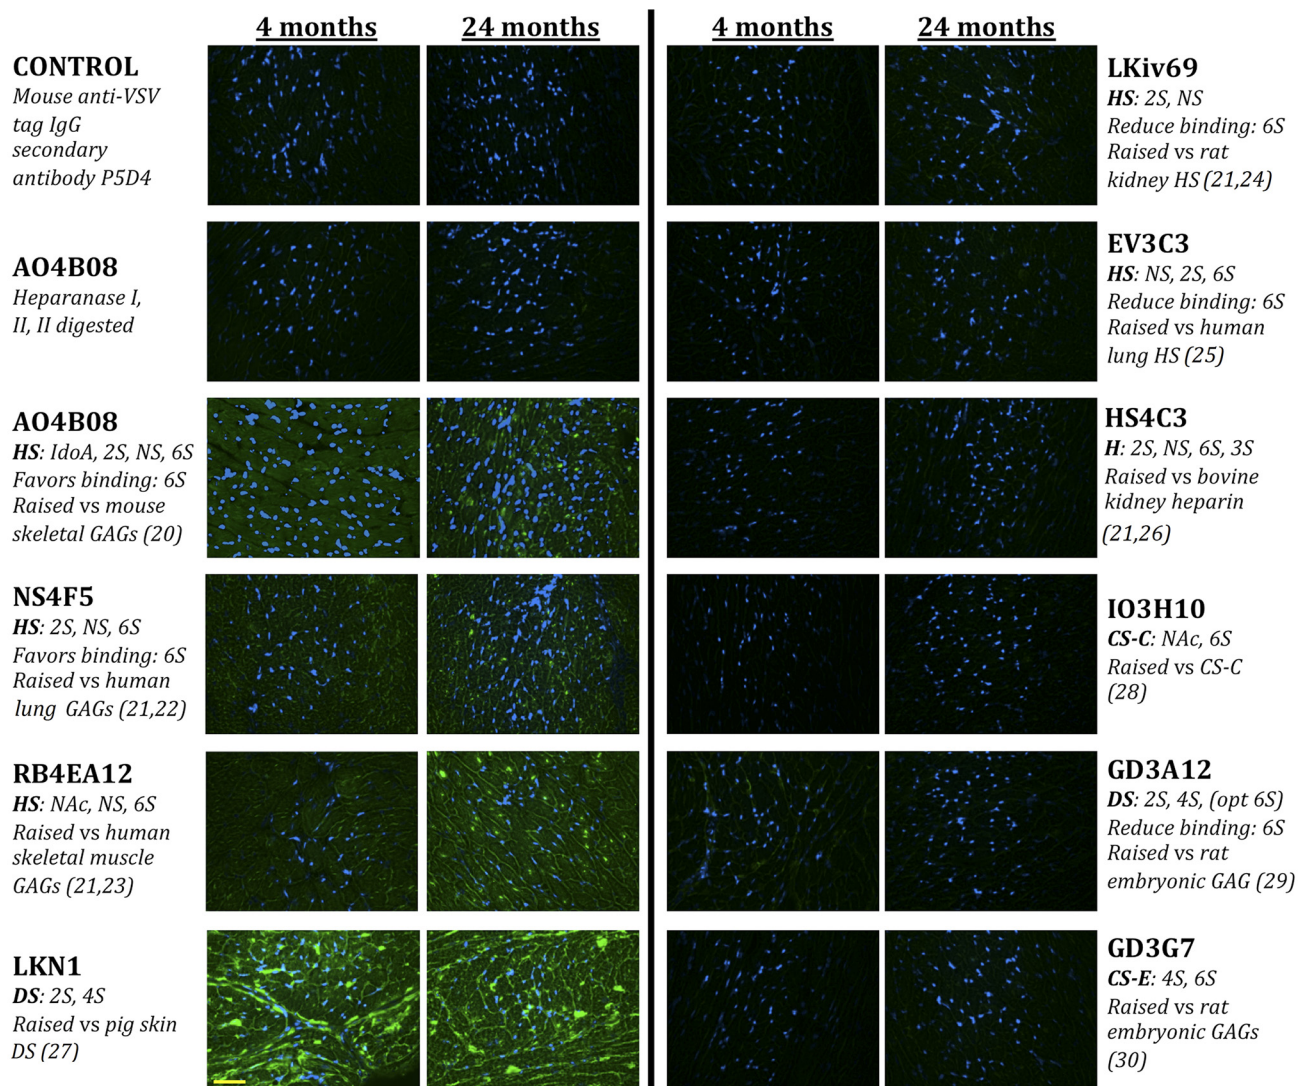 4 months
24 months
4 months
24 months
CONTROL
Mouse anti-VSV
tag IgG
secondary
antibody P5D4
AO4B08
Heparanase I,
II, II digested
AO4B08
HS: IdoA, 2S, NS, 6S
Favors binding: 6S
Raised vs mouse
skeletal GAGs (20)
NS4F5
HS: 2S, NS, 6S
Favors binding: 6S
Raised vs human
lung GAGs (21,22)
RB4EA12
HS: NAc, NS, 6S
Raised vs human
skeletal muscle
GAGs (21,23)
LKN1
DS: 2S, 4S
Raised vs pig skin
DS (27)
LKiv69
HS: 2S, NS
Reduce binding: 6S
Raised vs rat
kidney HS (21,24)
EV3C3
HS: NS, 2S, 6S
Reduce binding: 6S
Raised vs human
lung HS (25)
HS4C3
H: 2S, NS, 6S, 3S
Raised vs bovine
kidney heparin
(21,26)
IO3H10
CS-C: NAc, 6S
Raised vs CS-C
(28)
GD3A12
DS: 2S, 4S, (opt 6S)
Reduce binding: 6S
Raised vs rat
embryonic GAG (29)
GD3G7
CS-E: 4S, 6S
Raised vs rat
embryonic GAGs
(30)